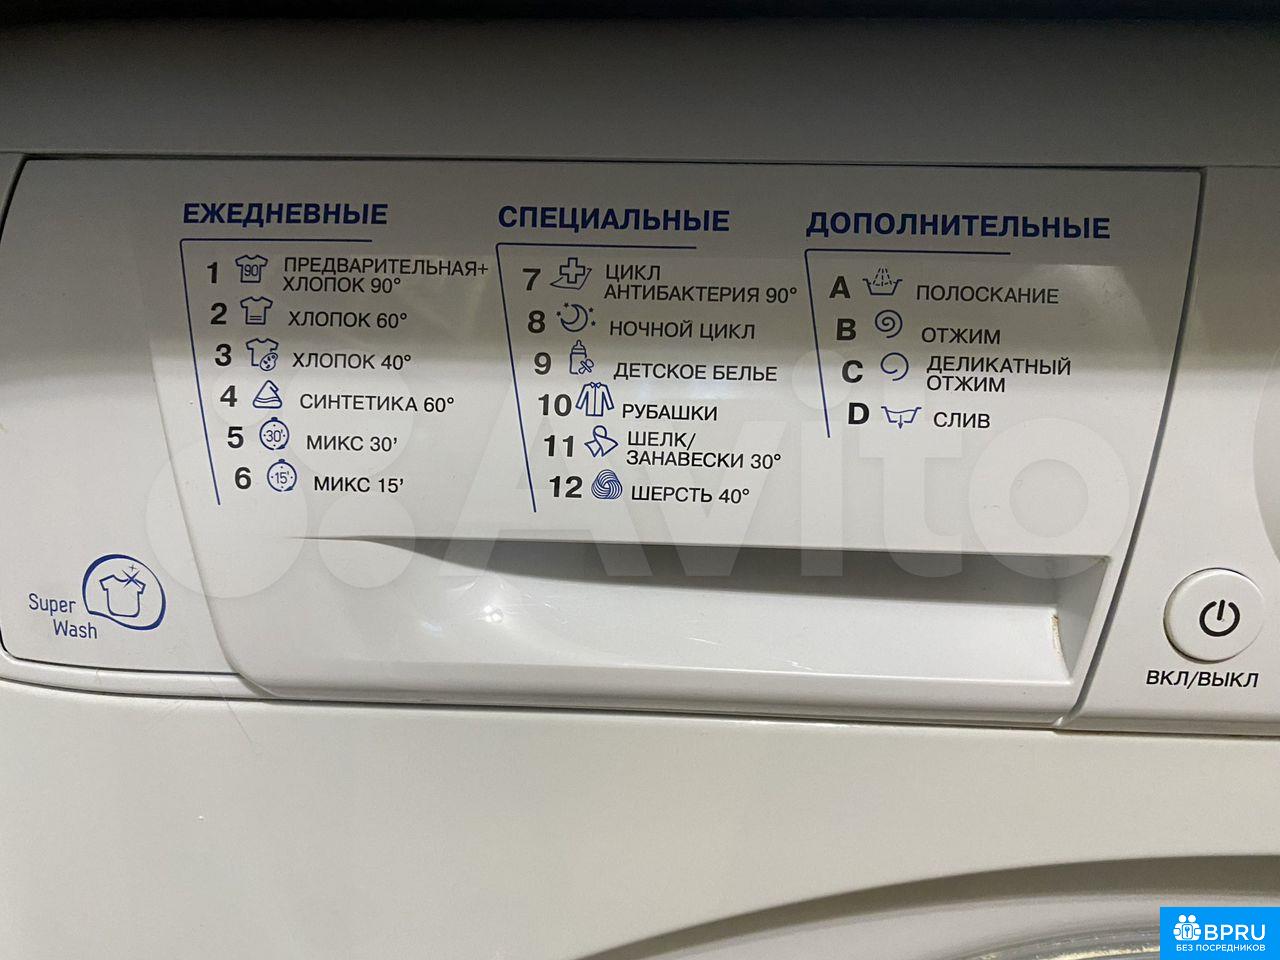 ЕЖЕДНЕВНЫЕ
1 90 ПРЕДВАРИТЕЛЬНАЯ+
ХЛОПОК 90°
2 ХЛОПОК 60°
3 ХЛОПОК 40°
4 СИНТЕТИКА 60°
5 30' МИКС 30'
6 15' МИКС 15'
СПЕЦИАЛЬНЫЕ
7 ЦИКЛ
АНТИБАКТЕРИЯ 90°
8 НОЧНОЙ ЦИКЛ
9 ДЕТСКОЕ БЕЛЬЕ
10 РУБАШКИ
11 ШЕЛК/
ЗАНАВЕСКИ 30°
12 ШЕРСТЬ 40°
ДОПОЛНИТЕЛЬНЫЕ
A ПОЛОСКАНИЕ
B ОТЖИМ
C ДЕЛИКАТНЫЙ
ОТЖИМ
D СЛИВ
Super
Wash
ВКЛ/ВЫКЛ
Avito
BPRU
БЕЗ ПОСРЕДНИКОВ